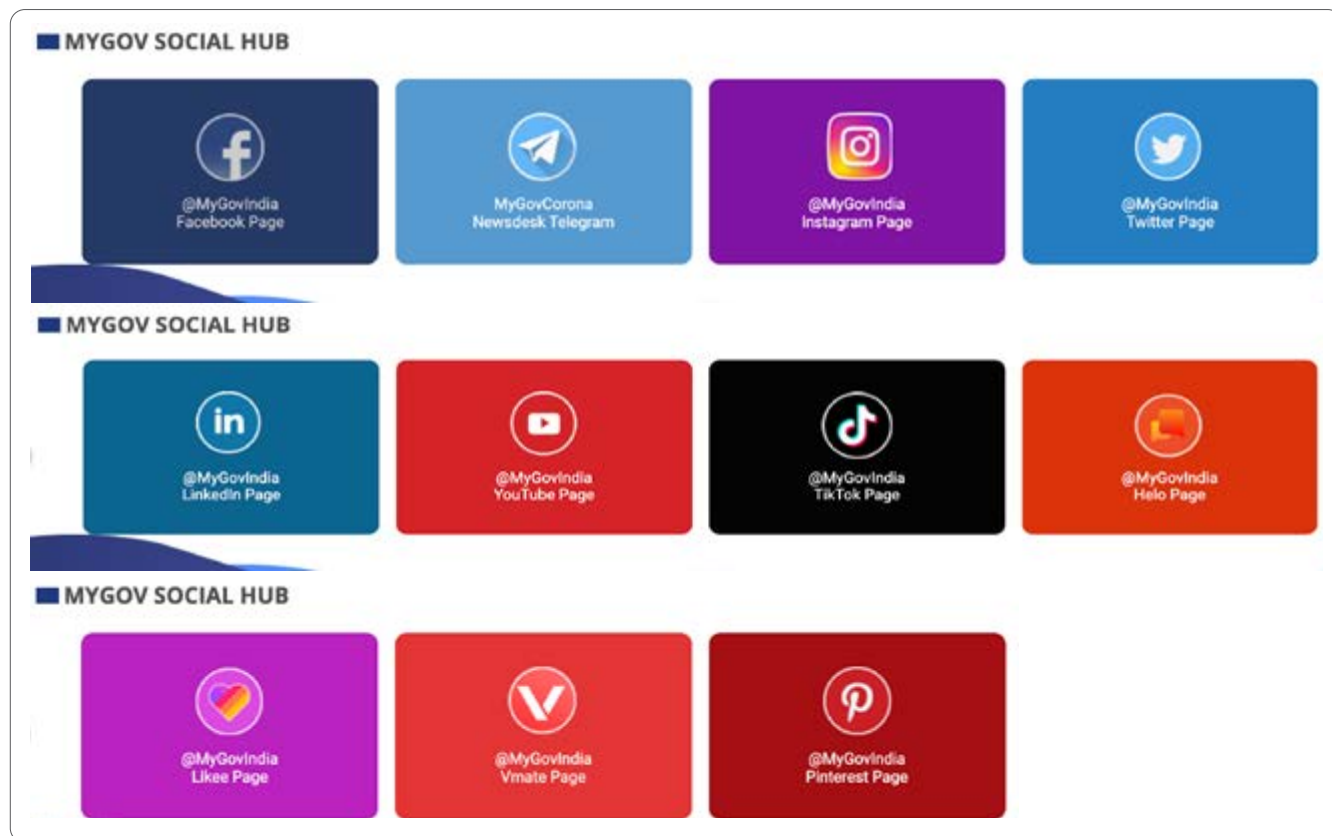 MYGOV SOCIAL HUB
@MyGovIndia
Facebook Page
MyGovCorona
Newsdesk Telegram
@MyGovIndia
Instagram Page
@MyGovIndia
Twitter Page
MYGOV SOCIAL HUB
in
@MyGovIndia
LinkedIn Page
@MyGovIndia
YouTube Page
@MyGovIndia
TikTok Page
@MyGovIndia
Helo Page
MYGOV SOCIAL HUB
@MyGovIndia
Likee Page
@MyGovIndia
Vmate Page
@MyGovIndia
Pinterest Page